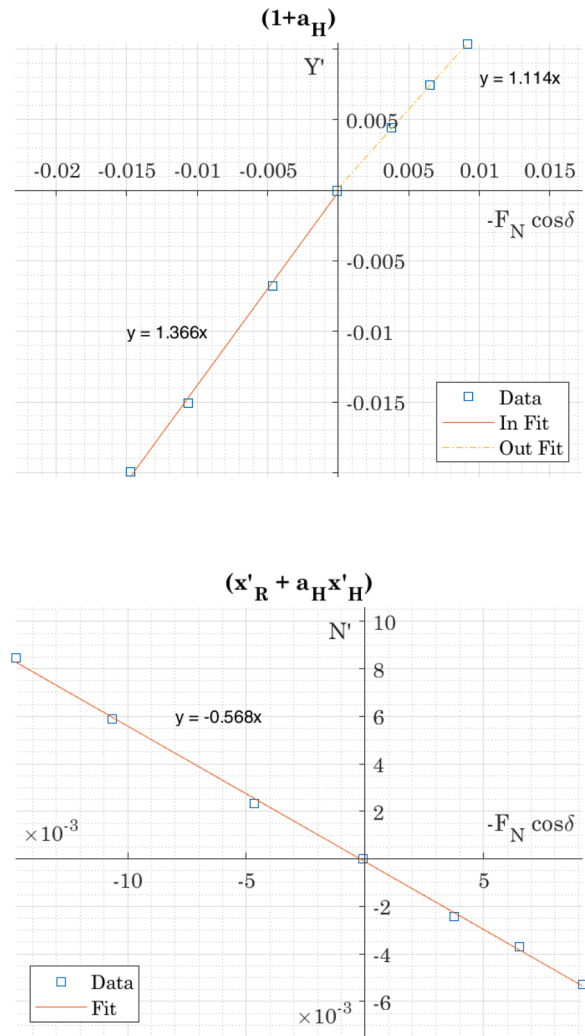 (1+a_H)
Y'
y = 1.114x
0.005
-0.02 -0.015 -0.01 -0.005 0.005 0.01 0.015
-F_N cosδ
-0.005
y = 1.366x
-0.01
-0.015
Data
In Fit
Out Fit
(x'_R + a_Hx'_H)
N'
10
8
y = -0.568x
6
4
2
×10^-3
-F_N cosδ
-10 -5 5
-2
-4
Data
Fit
-6
×10^-3